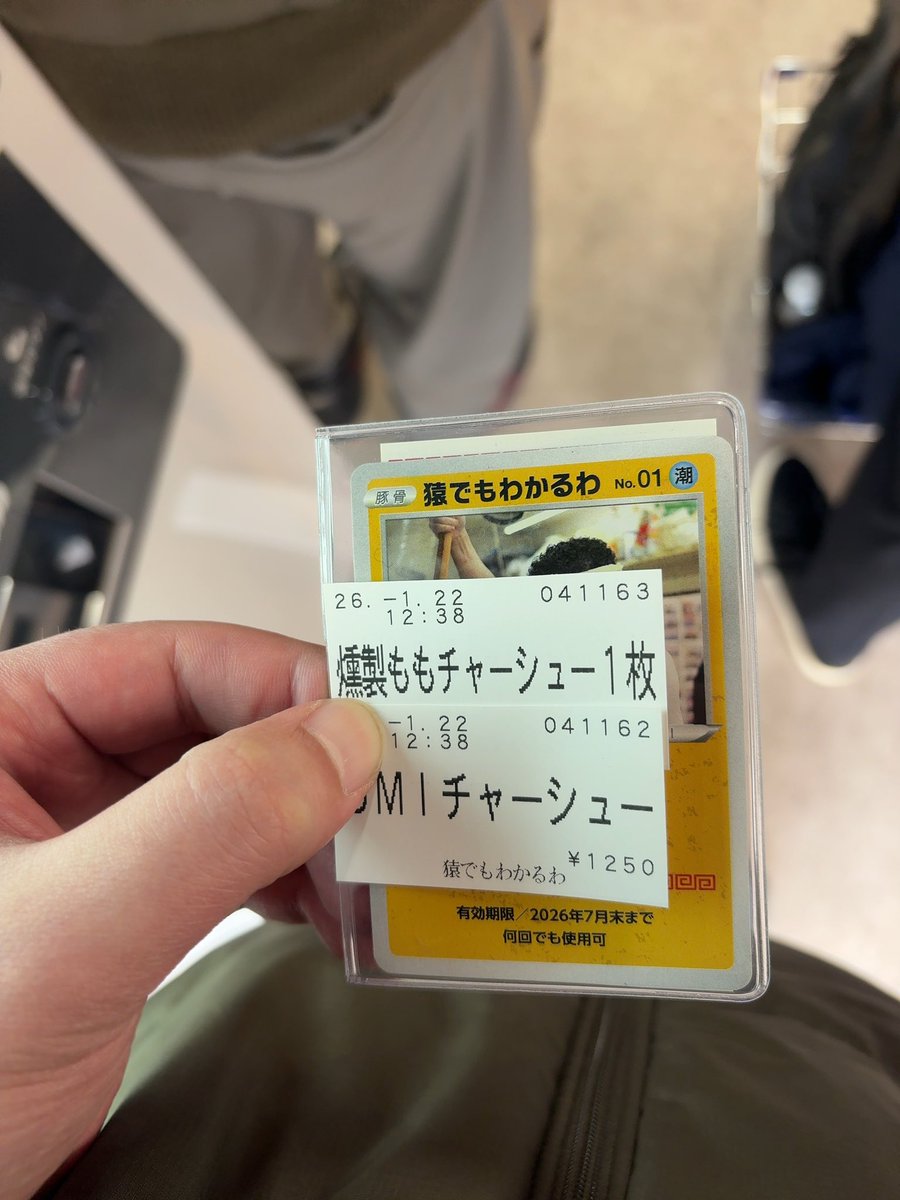 豚骨 猿でもわかるわ No.01 潮
26.-1.22 041163
12:38
燻製ももチャーシュー1枚
-1.22 041162
12:38
MIチャーシュー
猿でもわかるわ ¥1250
有効期限/2026年7月末まで
何回でも使用可